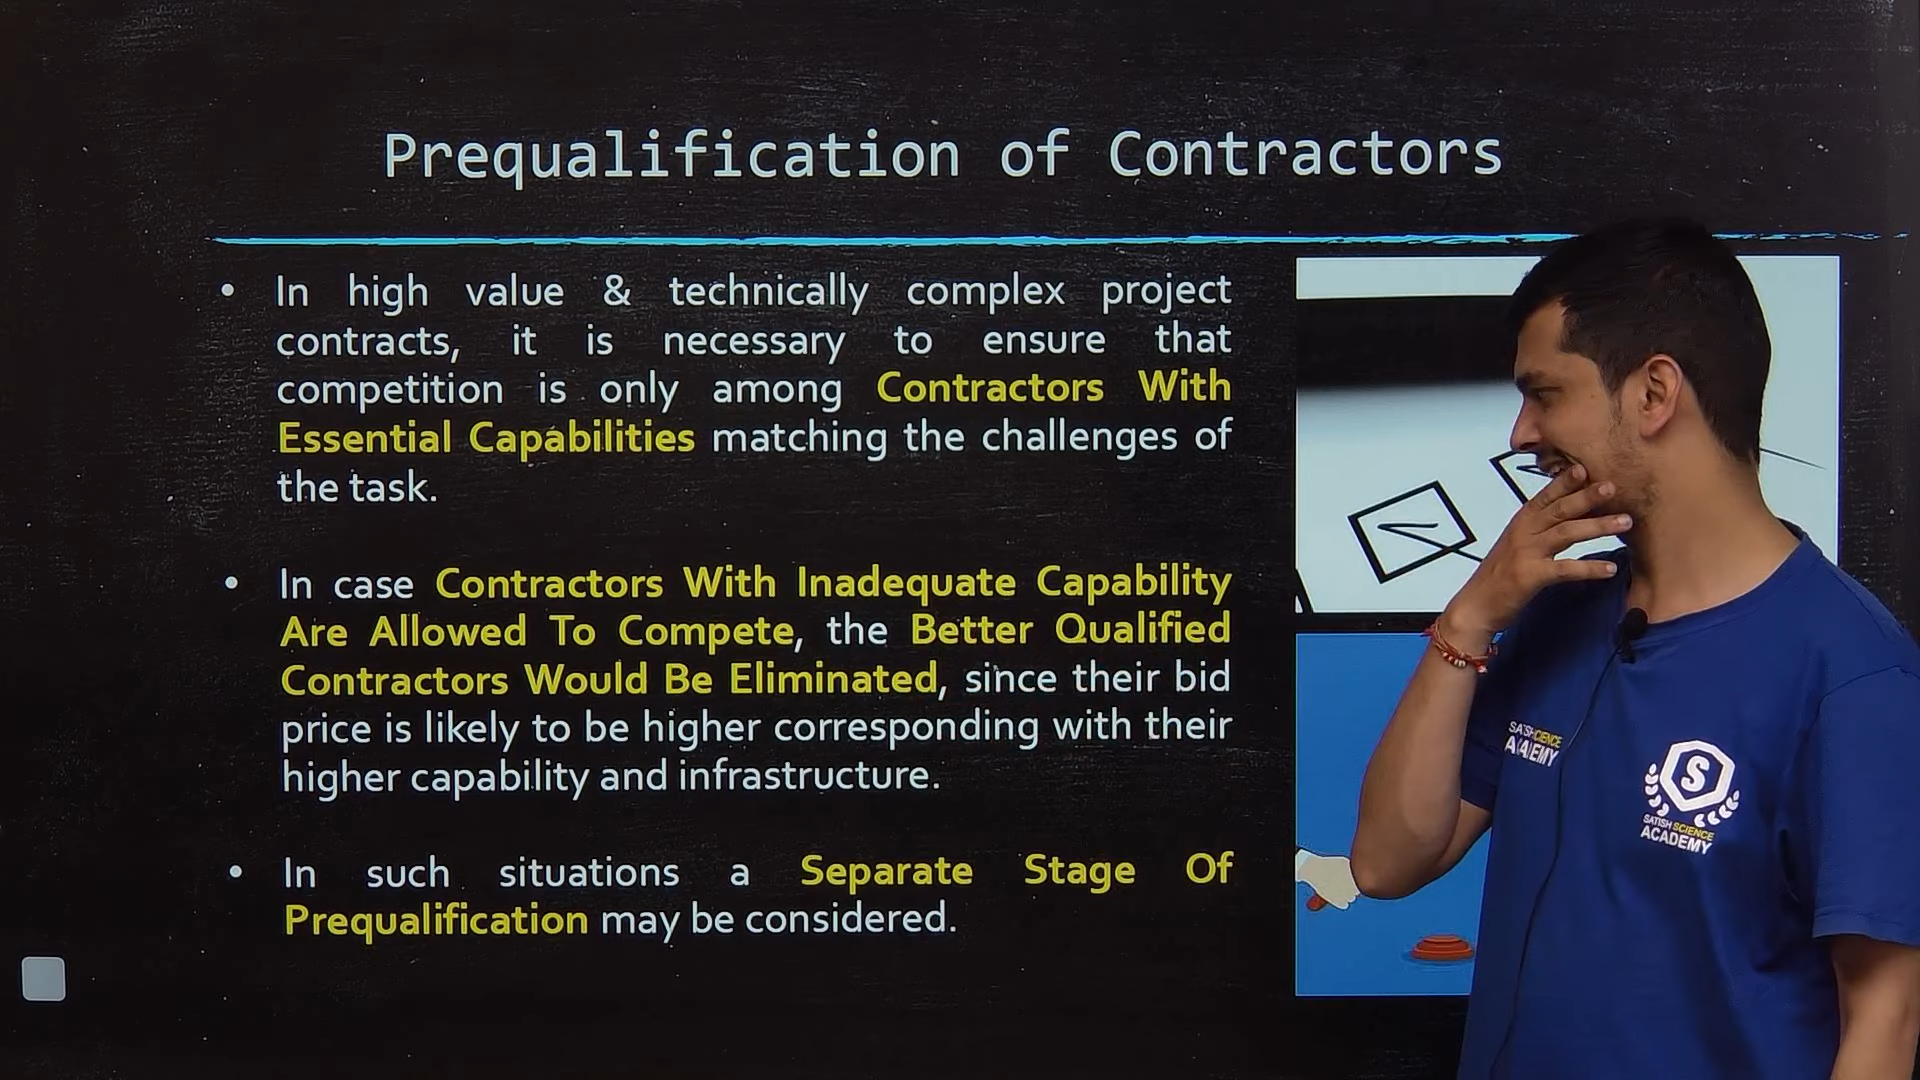 Prequalification of Contractors
• In high value & technically complex project
contracts, it is necessary to ensure that
competition is only among Contractors With
Essential Capabilities matching the challenges of
the task.
• In case Contractors With Inadequate Capability
Are Allowed To Compete, the Better Qualified
Contractors Would Be Eliminated, since their bid
price is likely to be higher corresponding with their
higher capability and infrastructure.
• In such situations a Separate Stage Of
Prequalification may be considered.
SATISH SCIENCE
ACADEMY
S
SATISH SCIENCE
ACADEMY